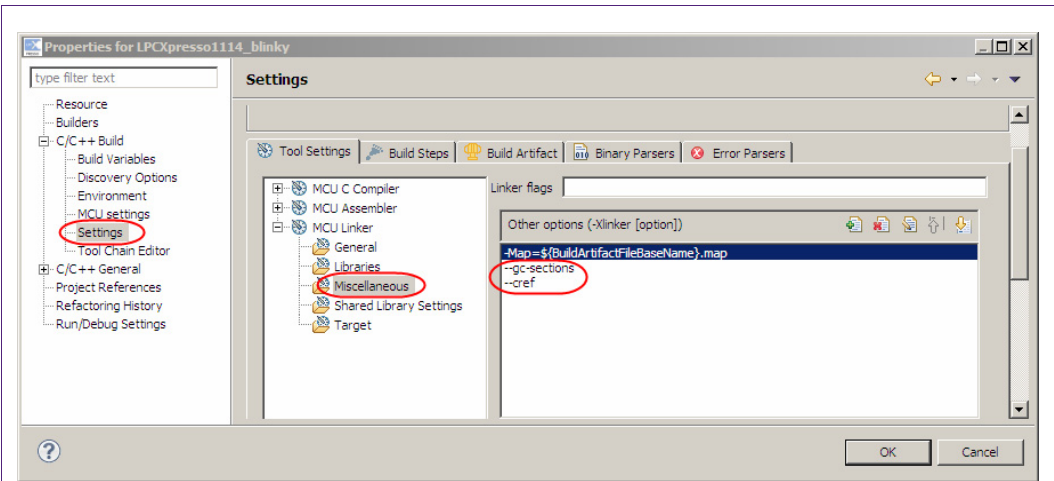 Properties for LPCXpresso1114_blinky
type filter text
Settings
Resource
Builders
C/C++ Build
Build Variables
Discovery Options
Environment
MCU settings
Settings
Tool Chain Editor
C/C++ General
Project References
Refactoring History
Run/Debug Settings
Tool Settings Build Steps Build Artifact Binary Parsers Error Parsers
MCU C Compiler
MCU Assembler
MCU Linker
General
Libraries
Miscellaneous
Shared Library Settings
Target
Linker flags
Other options (-Xlinker [option])
-Map=${BuildArtifactFileBaseName}.map
--gc-sections
--cref
OK Cancel